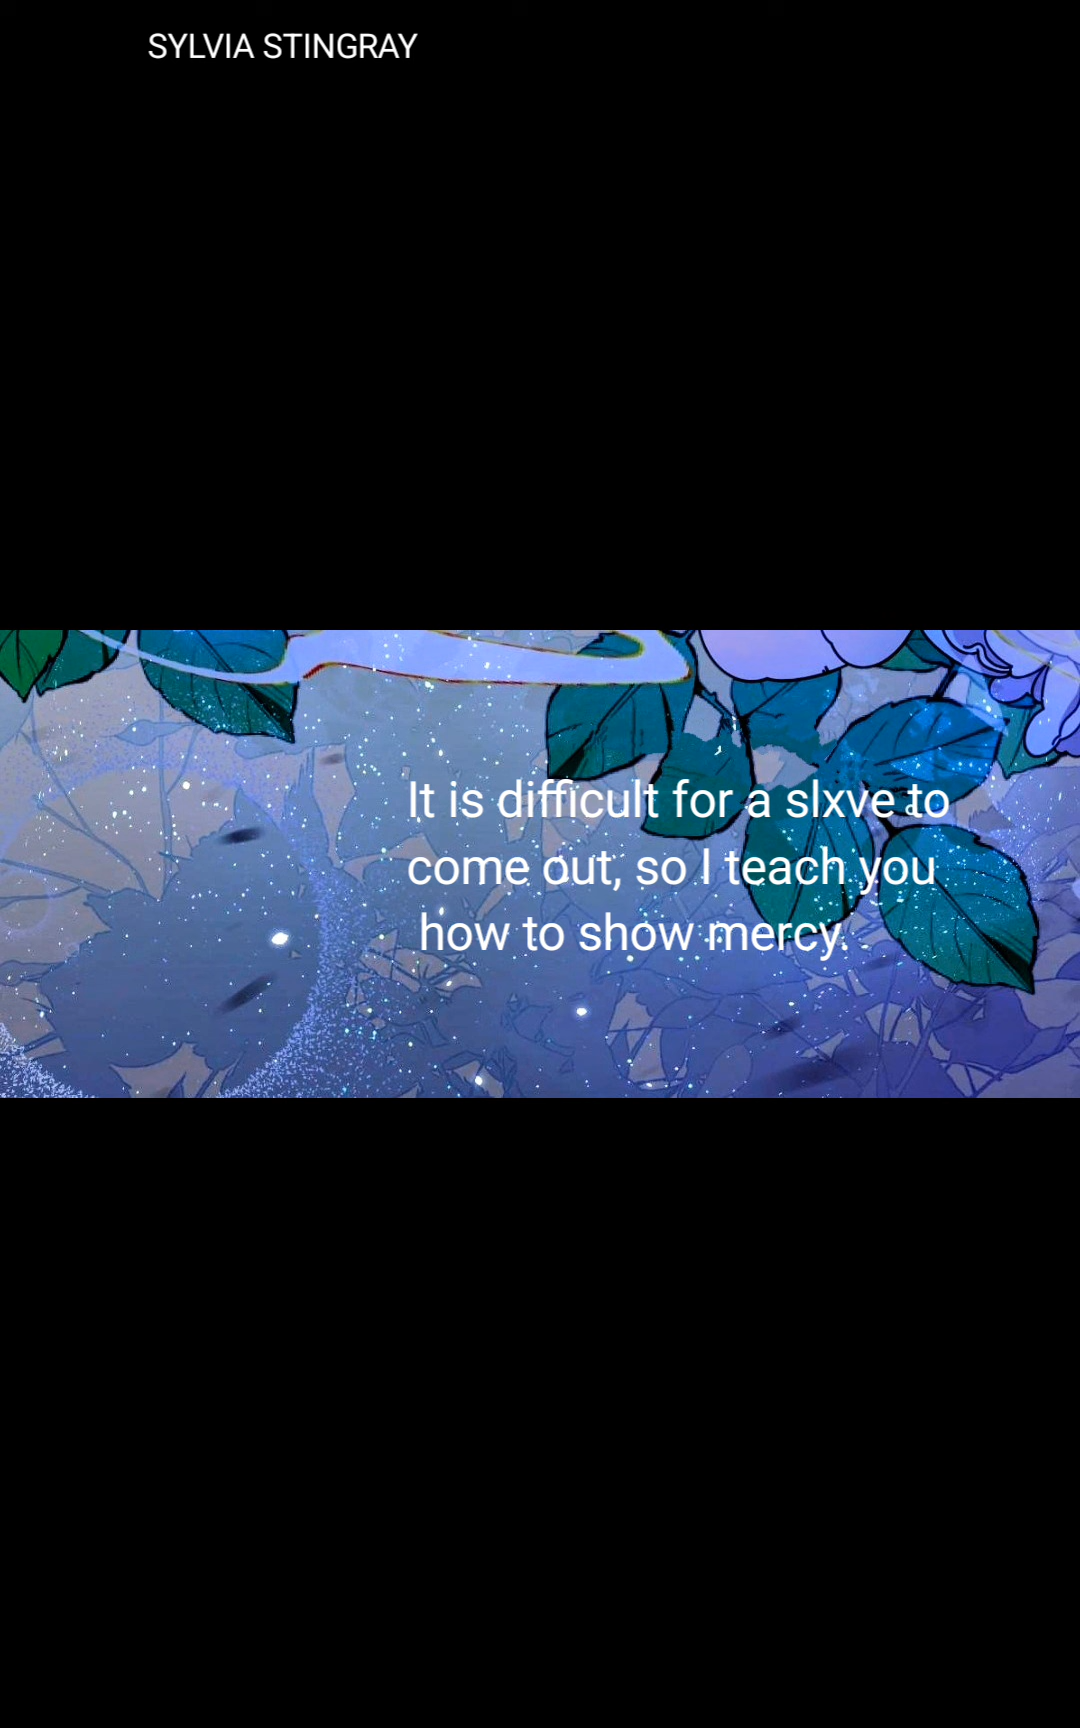 SYLVIA STINGRAY
It is difficult for a slxve to
come out, so I teach you
how to show mercy.